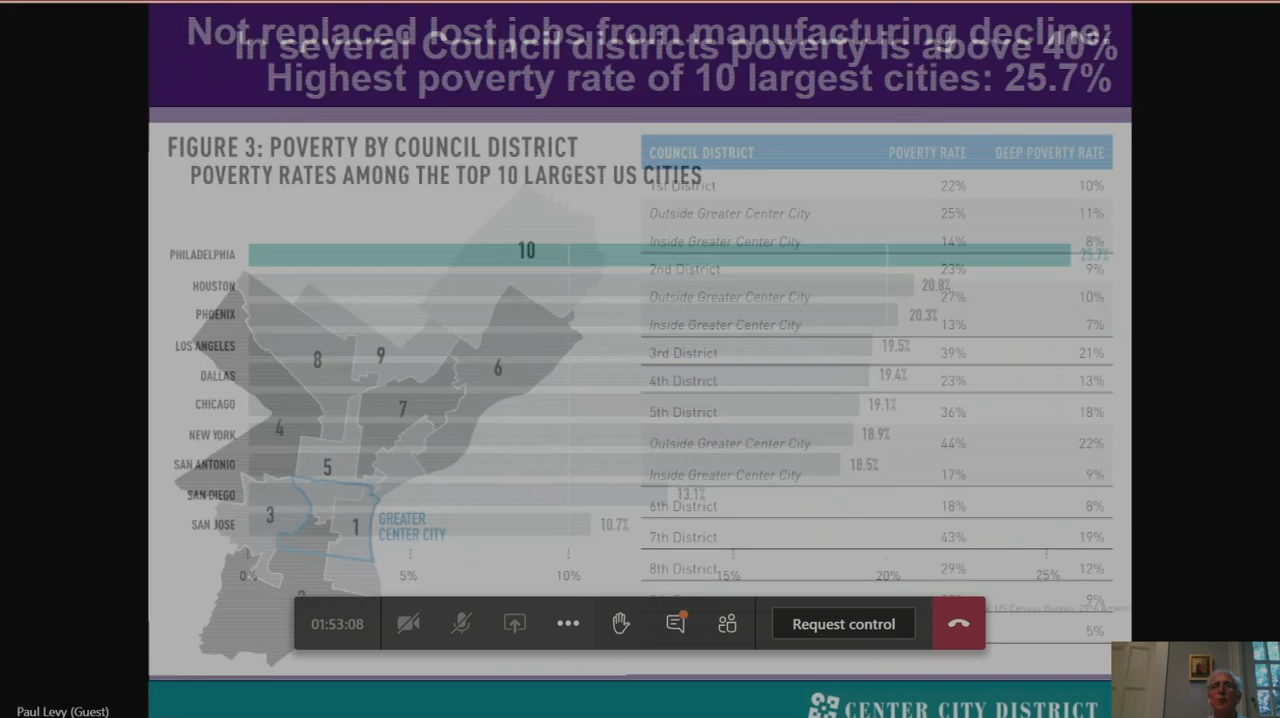 Not replaced lost jobs from manufacturing decline:
In several Council districts poverty is above 40%
Highest poverty rate of 10 largest cities: 25.7%
FIGURE 3: POVERTY BY COUNCIL DISTRICT
POVERTY RATES AMONG THE TOP 10 LARGEST US CITIES
COUNCIL DISTRICT POVERTY RATE DEEP POVERTY RATE
1st District 22% 10%
Outside Greater Center City 25% 11%
Inside Greater Center City 14% 8%
PHILADELPHIA 10 25.7%
2nd District 23% 9%
HOUSTON 20.8%
Outside Greater Center City 27% 10%
PHOENIX 20.3%
Inside Greater Center City 13% 7%
LOS ANGELES 19.5%
8 9 6
3rd District 39% 21%
DALLAS 19.4%
4th District 23% 13%
CHICAGO 7 19.1%
5th District 36% 18%
NEW YORK 4 18.9%
Outside Greater Center City 44% 22%
SAN ANTONIO 5 18.5%
Inside Greater Center City 17% 9%
SAN DIEGO 13.1%
6th District 18% 8%
3 1 GREATER
CENTER CITY
SAN JOSE 10.7%
7th District 43% 19%
8th District 29% 12%
0% 5% 10% 15% 20% 25%
9%
US Census Bureau, 2016 Americ
01:53:08 Request control
5%
CENTER CITY DISTRICT
Paul Levy (Guest)